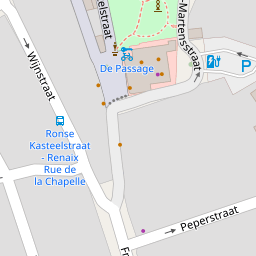 elstraat
-Martensstraat
Wijnstraat
De Passage
P
Ronse
Kasteelstraat
- Renaix
Rue de
la Chapelle
Peperstraat
Fr